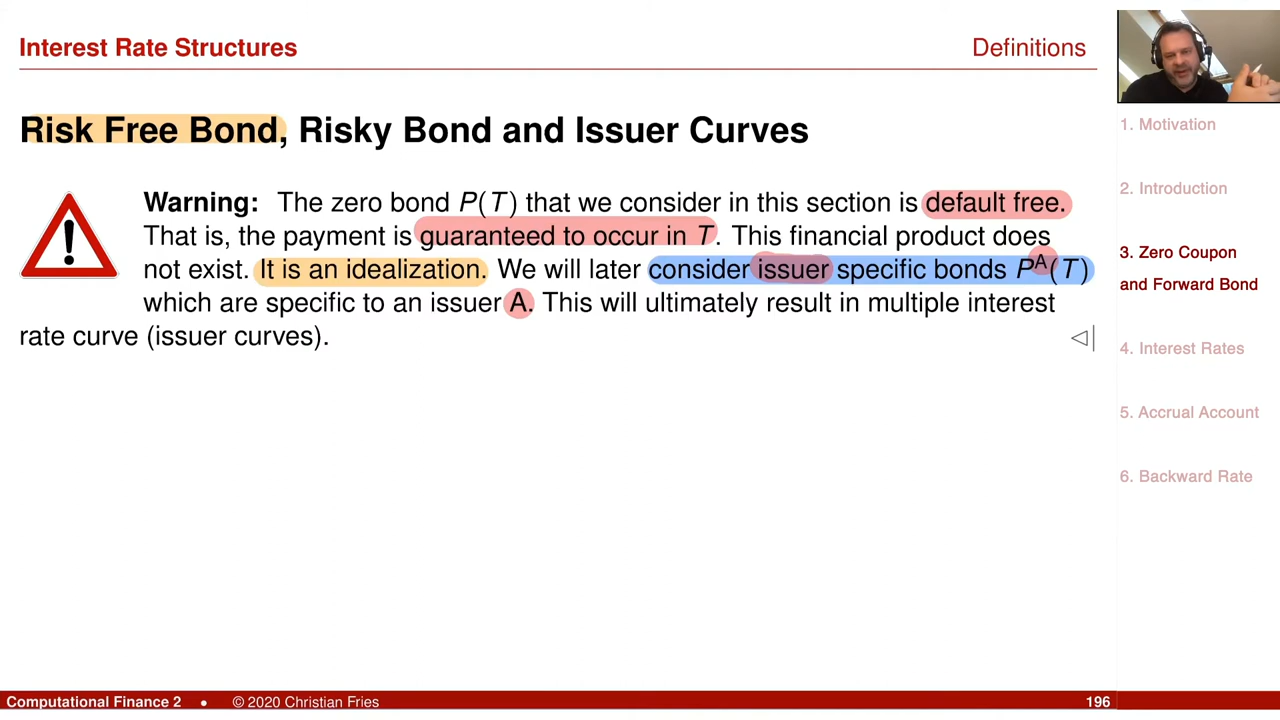 Interest Rate Structures
Definitions
Risk Free Bond, Risky Bond and Issuer Curves
Warning: The zero bond P(T) that we consider in this section is default free.
That is, the payment is guaranteed to occur in T. This financial product does
not exist. It is an idealization. We will later consider issuer specific bonds P^A(T)
which are specific to an issuer A. This will ultimately result in multiple interest
rate curve (issuer curves).
1. Motivation
2. Introduction
3. Zero Coupon
and Forward Bond
4. Interest Rates
5. Accrual Account
6. Backward Rate
Computational Finance 2 • © 2020 Christian Fries
196